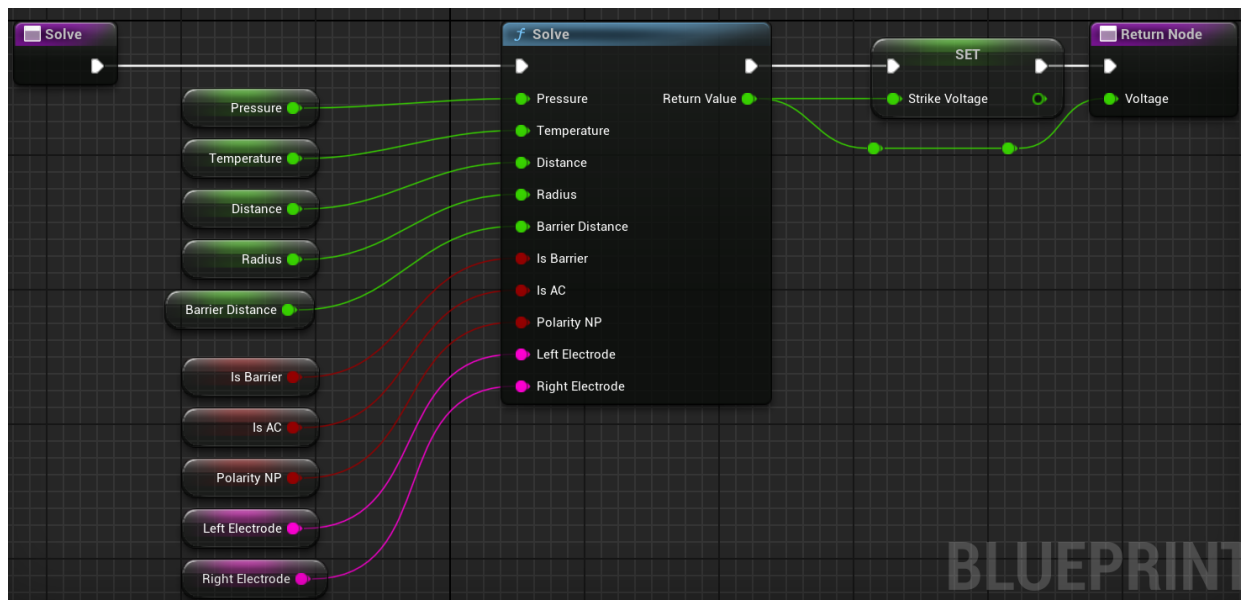 Solve
Solve
SET
Return Node
Pressure
Temperature
Distance
Radius
Barrier Distance
Is Barrier
Is AC
Polarity NP
Left Electrode
Right Electrode
Pressure
Return Value
Temperature
Distance
Radius
Barrier Distance
Is Barrier
Is AC
Polarity NP
Left Electrode
Right Electrode
Strike Voltage
Voltage
BLUEPRINT